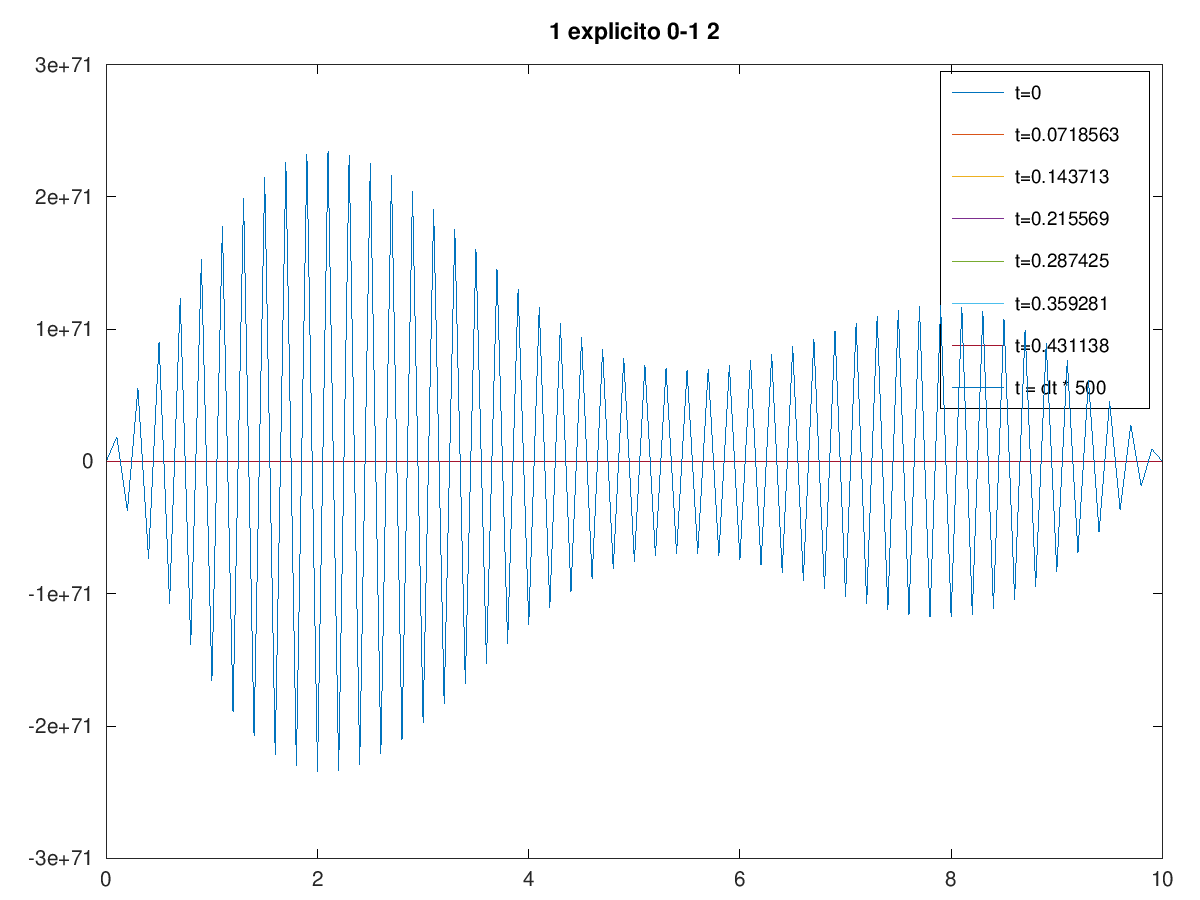 1 explicito 0-1 2
3e+71
2e+71
1e+71
0
-1e+71
-2e+71
-3e+71
0 2 4 6 8 10
t=0
t=0.0718563
t=0.143713
t=0.215569
t=0.287425
t=0.359281
t=0.431138
t = dt * 500